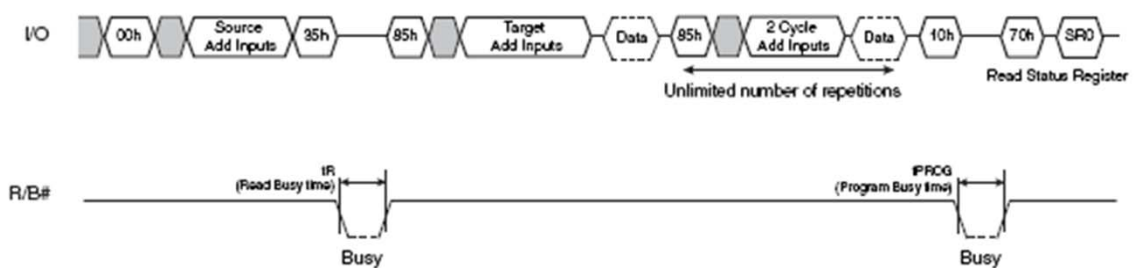 I/O
00h
Source
Add Inputs
35h
85h
Target
Add Inputs
Data
85h
2 Cycle
Add Inputs
Data
10h
70h
SR0
Unlimited number of repetitions
Read Status Register
R/B#
tR
(Read Busy time)
Busy
tPROG
(Program Busy time)
Busy